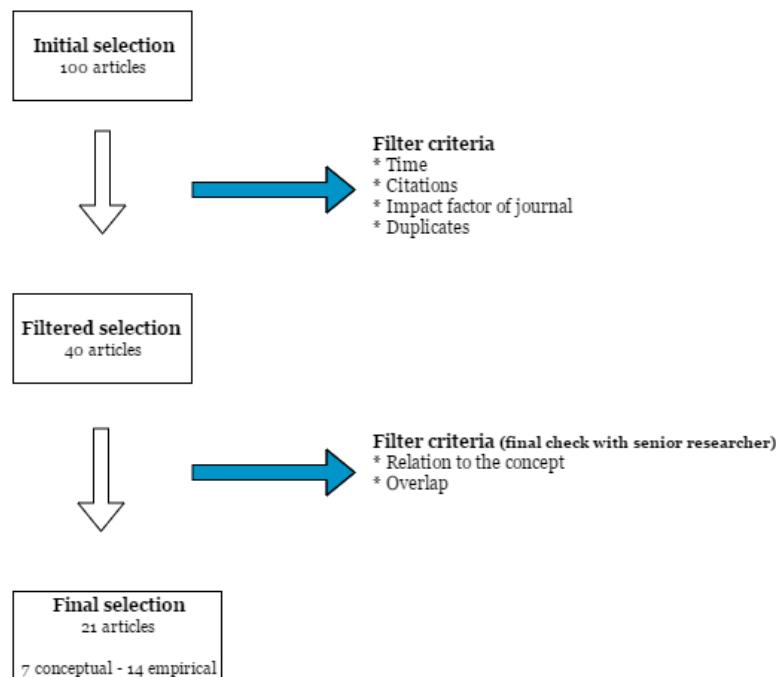 Initial selection
100 articles
Filter criteria
* Time
* Citations
* Impact factor of journal
* Duplicates
Filtered selection
40 articles
Filter criteria (final check with senior researcher)
* Relation to the concept
* Overlap
Final selection
21 articles
7 conceptual - 14 empirical